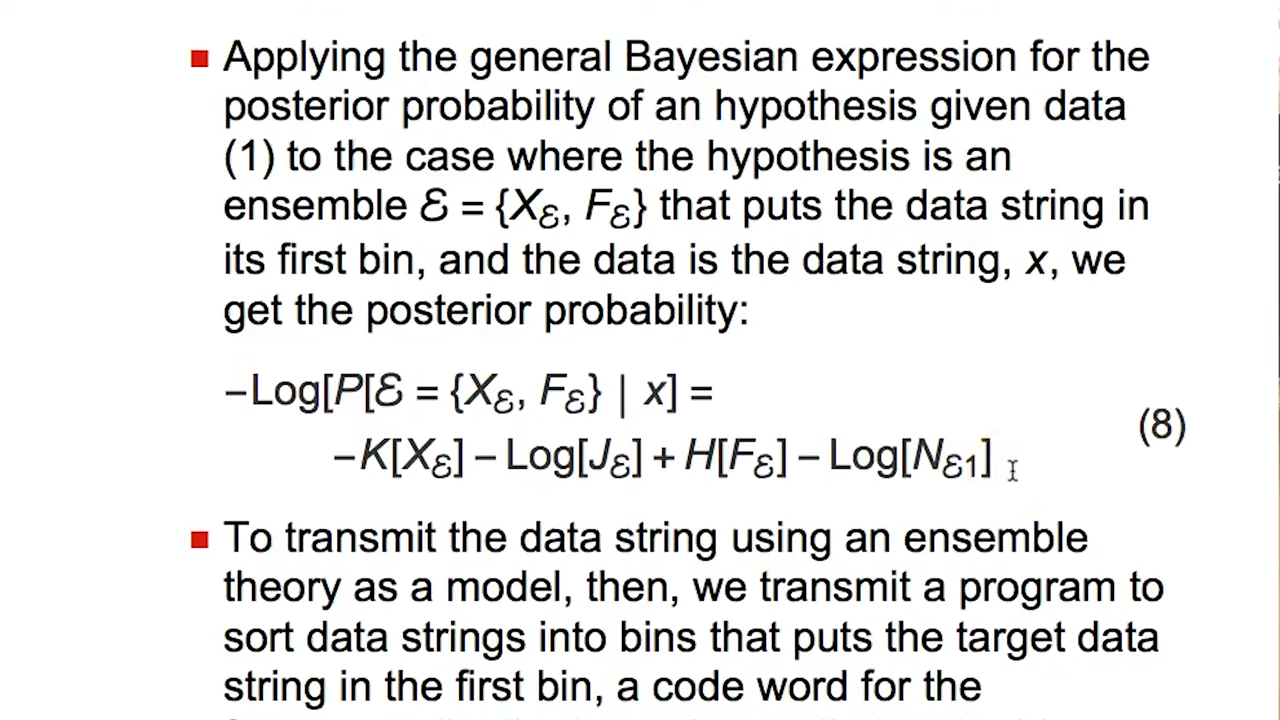 Applying the general Bayesian expression for the
posterior probability of an hypothesis given data
(1) to the case where the hypothesis is an
ensemble ℰ = {Xℰ, Fℰ} that puts the data string in
its first bin, and the data is the data string, x, we
get the posterior probability:
–Log[P[ℰ = {Xℰ, Fℰ} | x] =
–K[Xℰ] – Log[Jℰ] + H[Fℰ] – Log[Nℰ1]
(8)
To transmit the data string using an ensemble
theory as a model, then, we transmit a program to
sort data strings into bins that puts the target data
string in the first bin, a code word for the